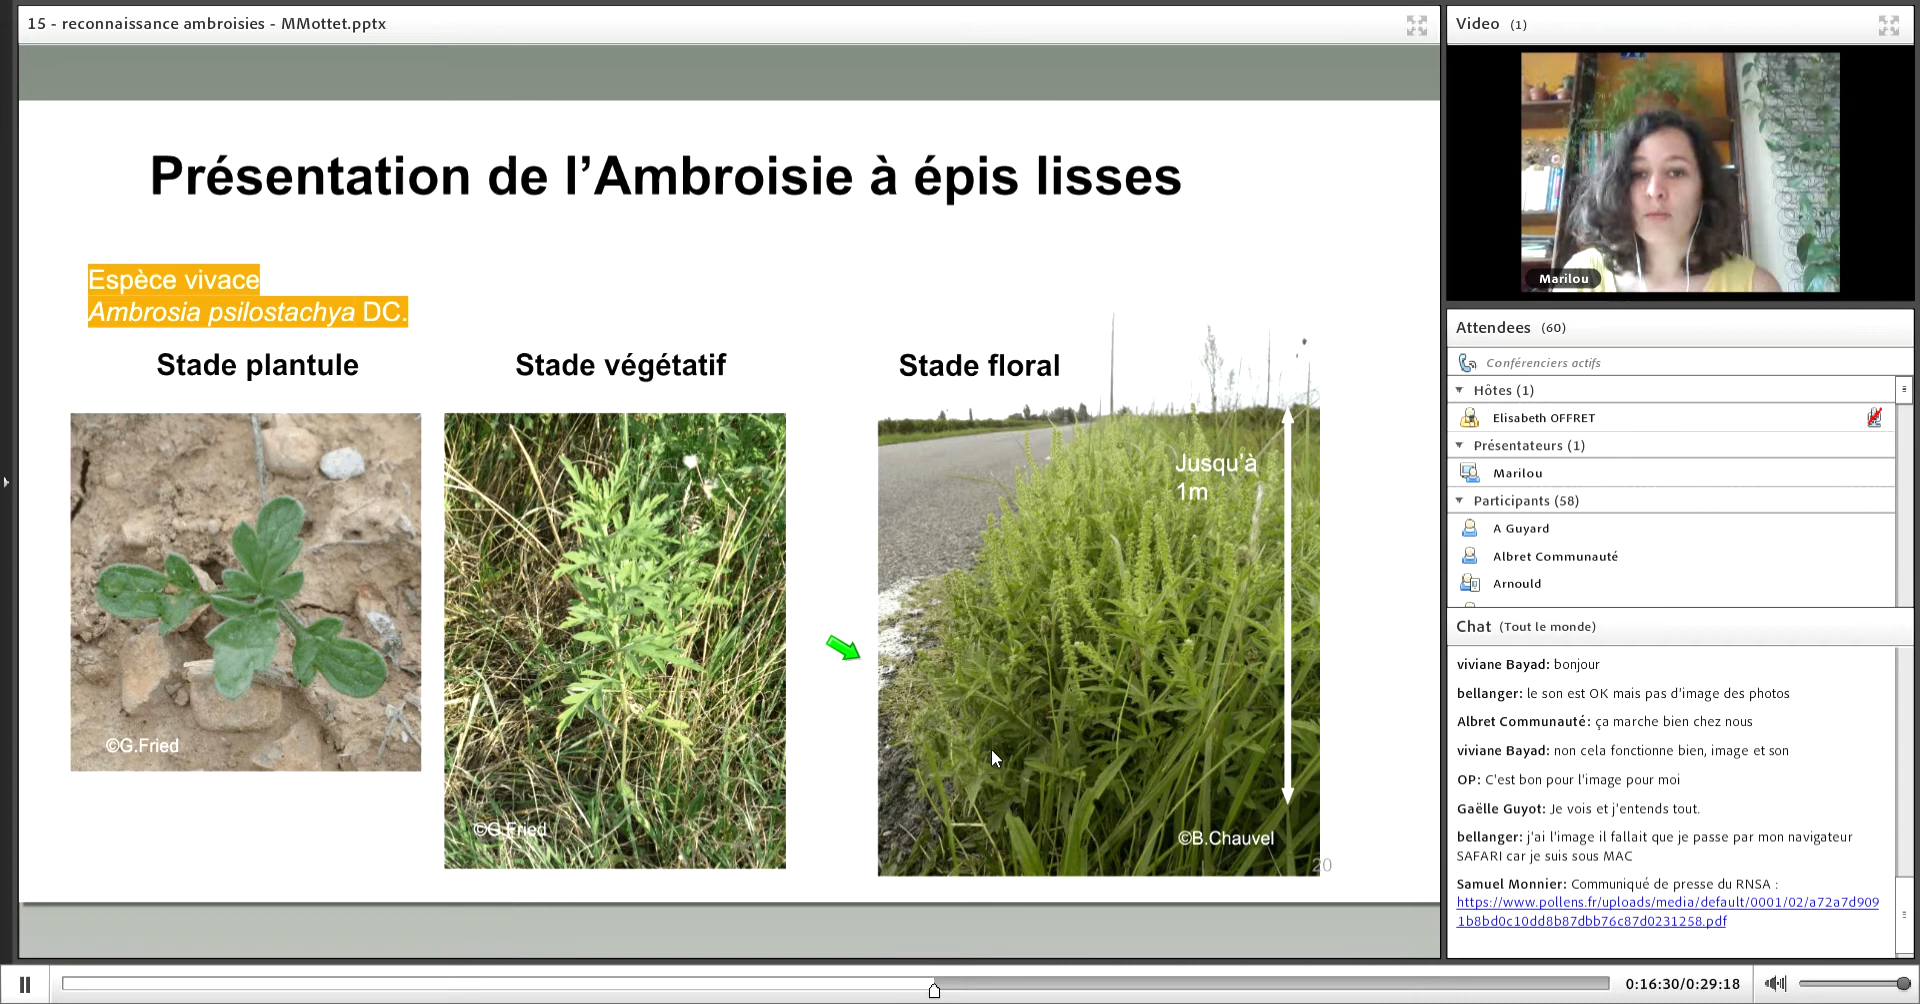 15 - reconnaissance ambroisies - MMottet.pptx
Présentation de l'Ambroisie à épis lisses
Espèce vivace
Ambrosia psilostachya DC.
Stade plantule
Stade végétatif
Stade floral
Jusqu'à
1m
©G.Fried
©G.Fried
©B.Chauvel
20
Video (1)
Marilou
Attendees (60)
Conférenciers actifs
Hôtes (1)
Elisabeth OFFRET
Présentateurs (1)
Marilou
Participants (58)
A Guyard
Albret Communauté
Arnould
Chat (Tout le monde)
viviane Bayad: bonjour
bellanger: le son est OK mais pas d'image des photos
Albret Communauté: ça marche bien chez nous
viviane Bayad: non cela fonctionne bien, image et son
OP: C'est bon pour l'image pour moi
Gaëlle Guyot: Je vois et j'entends tout.
bellanger: j'ai l'image il fallait que je passe par mon navigateur
SAFARI car je suis sous MAC
Samuel Monnier: Communiqué de presse du RNSA :
https://www.pollens.fr/uploads/media/default/0001/02/a72a7d909
1b8bd0c10dd8b87dbb76c87d0231258.pdf
0:16:30/0:29:18